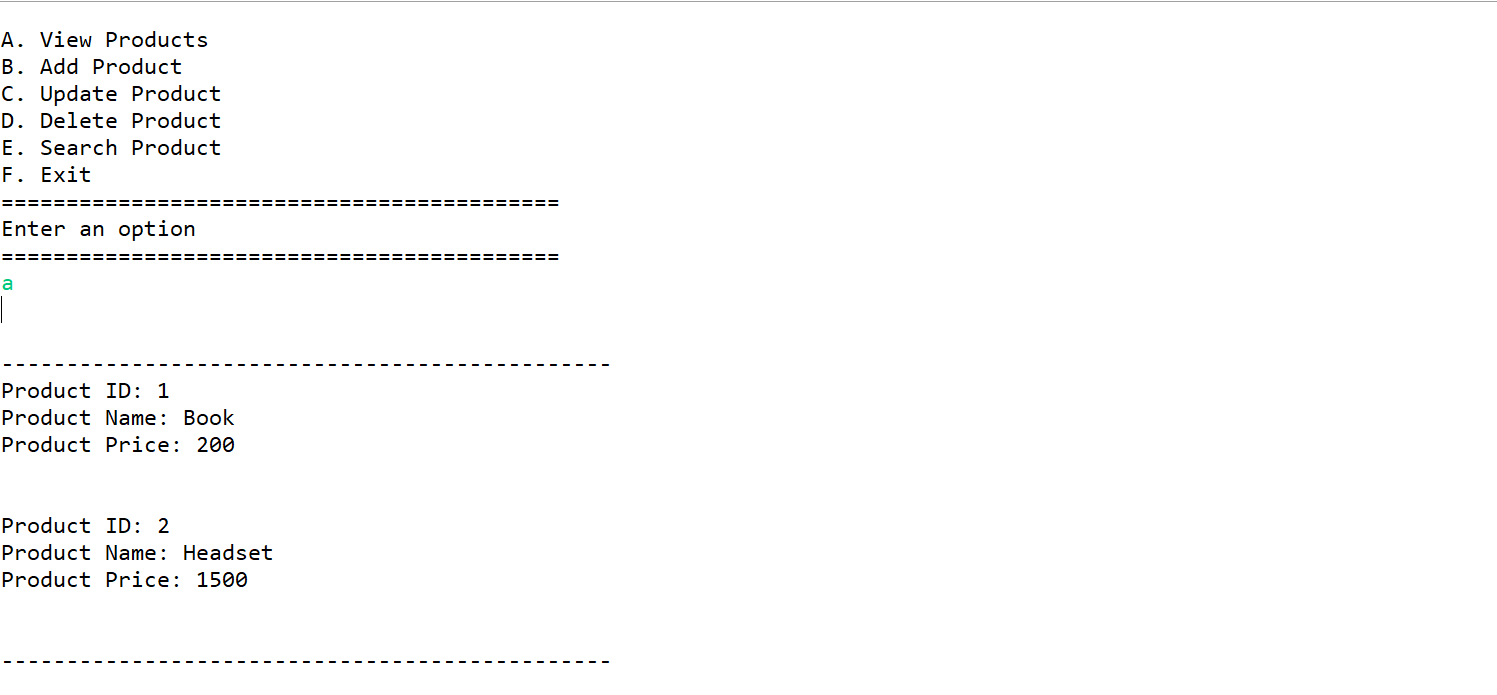 A. View Products
B. Add Product
C. Update Product
D. Delete Product
E. Search Product
F. Exit
===========================================
Enter an option
===========================================
a
-----------------------------------------------
Product ID: 1
Product Name: Book
Product Price: 200
Product ID: 2
Product Name: Headset
Product Price: 1500
-----------------------------------------------